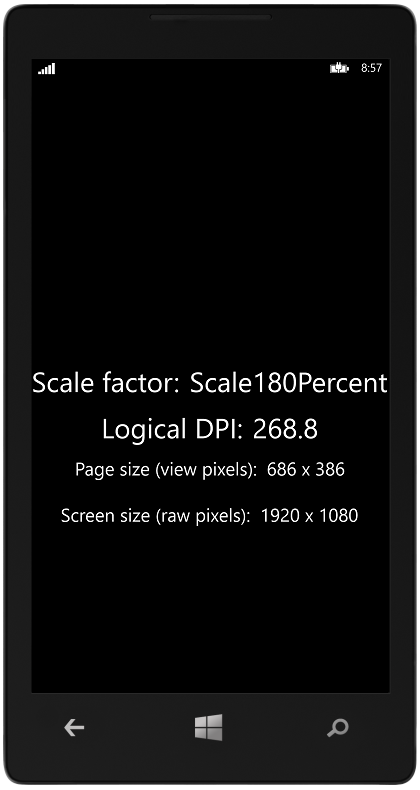 8:57
Scale factor: Scale180Percent
Logical DPI: 268.8
Page size (view pixels): 686 x 386
Screen size (raw pixels): 1920 x 1080